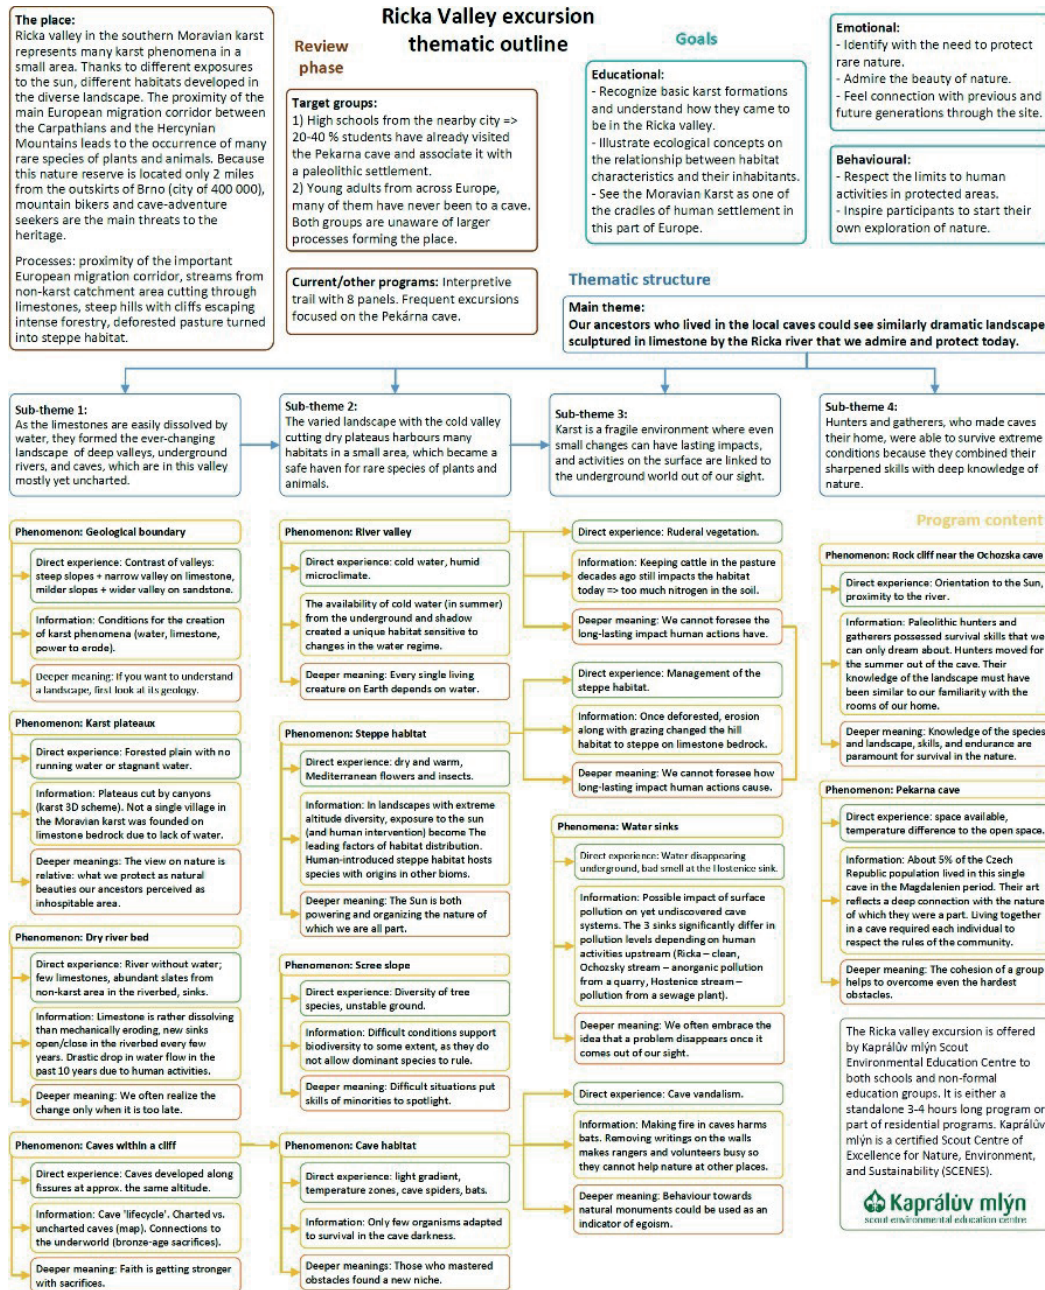 Ricka Valley excursion
thematic outline
The place:
Ricka valley in the southern Moravian karst
represents many karst phenomena in a
small area. Thanks to different exposures
to the sun, different habitats developed in
the diverse landscape. The proximity of the
main European migration corridor between
the Carpathians and the Hercynian
Mountains leads to the occurrence of many
rare species of plants and animals. Because
this nature reserve is located only 2 miles
from the outskirts of Brno (city of 400 000),
mountain bikers and cave-adventure
seekers are the main threats to the
heritage.
Processes: proximity of the important
European migration corridor, streams from
non-karst catchment area cutting through
limestones, steep hills with cliffs escaping
intense forestry, deforested pasture turned
into steppe habitat.
Review
phase
Target groups:
1) High schools from the nearby city =>
20-40 % students have already visited
the Pekarna cave and associate it with
a paleolithic settlement.
2) Young adults from across Europe,
many of them have never been to a cave.
Both groups are unaware of larger
processes forming the place.
Current/other programs: Interpretive
trail with 8 panels. Frequent excursions
focused on the Pekárna cave.
Goals
Educational:
- Recognize basic karst formations
and understand how they came to
be in the Ricka valley.
- Illustrate ecological concepts on
the relationship between habitat
characteristics and their inhabitants.
- See the Moravian Karst as one of
the cradles of human settlement in
this part of Europe.
Emotional:
- Identify with the need to protect
rare nature.
- Admire the beauty of nature.
- Feel connection with previous and
future generations through the site.
Behavioural:
- Respect the limits to human
activities in protected areas.
- Inspire participants to start their
own exploration of nature.
Thematic structure
Main theme:
Our ancestors who lived in the local caves could see similarly dramatic landscape
sculptured in limestone by the Ricka river that we admire and protect today.
Sub-theme 1:
As the limestones are easily dissolved by
water, they formed the ever-changing
landscape of deep valleys, underground
rivers, and caves, which are in this valley
mostly yet uncharted.
Sub-theme 2:
The varied landscape with the cold valley
cutting dry plateaus harbours many
habitats in a small area, which became a
safe haven for rare species of plants and
animals.
Sub-theme 3:
Karst is a fragile environment where even
small changes can have lasting impacts,
and activities on the surface are linked to
the underground world out of our sight.
Sub-theme 4:
Hunters and gatherers, who made caves
their home, were able to survive extreme
conditions because they combined their
sharpened skills with deep knowledge of
nature.
Program content
Phenomenon: Geological boundary
Direct experience: Contrast of valleys:
steep slopes + narrow valley on limestone,
milder slopes + wider valley on sandstone.
Information: Conditions for the creation
of karst phenomena (water, limestone,
power to erode).
Deeper meaning: If you want to understand
a landscape, first look at its geology.
Phenomenon: Karst plateaux
Direct experience: Forested plain with no
running water or stagnant water.
Information: Plateaus cut by canyons
(karst 3D scheme). Not a single village in
the Moravian karst was founded on
limestone bedrock due to lack of water.
Deeper meanings: The view on nature is
relative: what we protect as natural
beauties our ancestors perceived as
inhospitable area.
Phenomenon: Dry river bed
Direct experience: River without water;
few limestones, abundant slates from
non-karst area in the riverbed, sinks.
Information: Limestone is rather dissolving
than mechanically eroding, new sinks
open/close in the riverbed every few
years. Drastic drop in water flow in the
past 10 years due to human activities.
Deeper meaning: We often realize the
change only when it is too late.
Phenomenon: Caves within a cliff
Direct experience: Caves developed along
fissures at approx. the same altitude.
Information: Cave 'lifecycle'. Charted vs.
uncharted caves (map). Connections to
the underworld (bronze-age sacrifices).
Deeper meaning: Faith is getting stronger
with sacrifices.
Phenomenon: River valley
Direct experience: cold water, humid
microclimate.
The availability of cold water (in summer)
from the underground and shadow
created a unique habitat sensitive to
changes in the water regime.
Deeper meaning: Every single living
creature on Earth depends on water.
Phenomenon: Steppe habitat
Direct experience: dry and warm,
Mediterranean flowers and insects.
Information: In landscapes with extreme
altitude diversity, exposure to the sun
(and human intervention) become The
leading factors of habitat distribution.
Human-introduced steppe habitat hosts
species with origins in other bioms.
Deeper meaning: The Sun is both
powering and organizing the nature of
which we are all part.
Phenomenon: Scree slope
Direct experience: Diversity of tree
species, unstable ground.
Information: Difficult conditions support
biodiversity to some extent, as they do
not allow dominant species to rule.
Deeper meaning: Difficult situations put
skills of minorities to spotlight.
Phenomenon: Cave habitat
Direct experience: light gradient,
temperature zones, cave spiders, bats.
Information: Only few organisms adapted
to survival in the cave darkness.
Deeper meanings: Those who mastered
obstacles found a new niche.
Direct experience: Ruderal vegetation.
Information: Keeping cattle in the pasture
decades ago still impacts the habitat
today => too much nitrogen in the soil.
Deeper meaning: We cannot foresee the
long-lasting impact human actions have.
Direct experience: Management of the
steppe habitat.
Information: Once deforested, erosion
along with grazing changed the hill
habitat to steppe on limestone bedrock.
Deeper meaning: We cannot foresee how
long-lasting impact human actions cause.
Phenomena: Water sinks
Direct experience: Water disappearing
underground, bad smell at the Hostenice sink.
Information: Possible impact of surface
pollution on yet undiscovered cave
systems. The 3 sinks significantly differ in
pollution levels depending on human
activities upstream (Ricka – clean,
Ochozsky stream – anorganic pollution
from a quarry, Hostenice stream –
pollution from a sewage plant).
Deeper meaning: We often embrace the
idea that a problem disappears once it
comes out of our sight.
Direct experience: Cave vandalism.
Information: Making fire in caves harms
bats. Removing writings on the walls
makes rangers and volunteers busy so
they cannot help nature at other places.
Deeper meaning: Behaviour towards
natural monuments could be used as an
indicator of egoism.
Phenomenon: Rock cliff near the Ochozska cave
Direct experience: Orientation to the Sun,
proximity to the river.
Information: Paleolithic hunters and
gatherers possessed survival skills that we
can only dream about. Hunters moved for
the summer out of the cave. Their
knowledge of the landscape must have
been similar to our familiarity with the
rooms of our home.
Deeper meaning: Knowledge of the species
and landscape, skills, and endurance are
paramount for survival in the nature.
Phenomenon: Pekarna cave
Direct experience: space available,
temperature difference to the open space.
Information: About 5% of the Czech
Republic population lived in this single
cave in the Magdalenien period. Their art
reflects a deep connection with the nature
of which they were a part. Living together
in a cave required each individual to
respect the rules of the community.
Deeper meaning: The cohesion of a group
helps to overcome even the hardest
obstacles.
The Ricka valley excursion is offered
by Kaprálův mlýn Scout
Environmental Education Centre to
both schools and non-formal
education groups. It is either a
standalone 3-4 hours long program or
part of residential programs. Kaprálův
mlýn is a certified Scout Centre of
Excellence for Nature, Environment,
and Sustainability (SCENES).
Kaprálův mlýn
scout environmental education centre